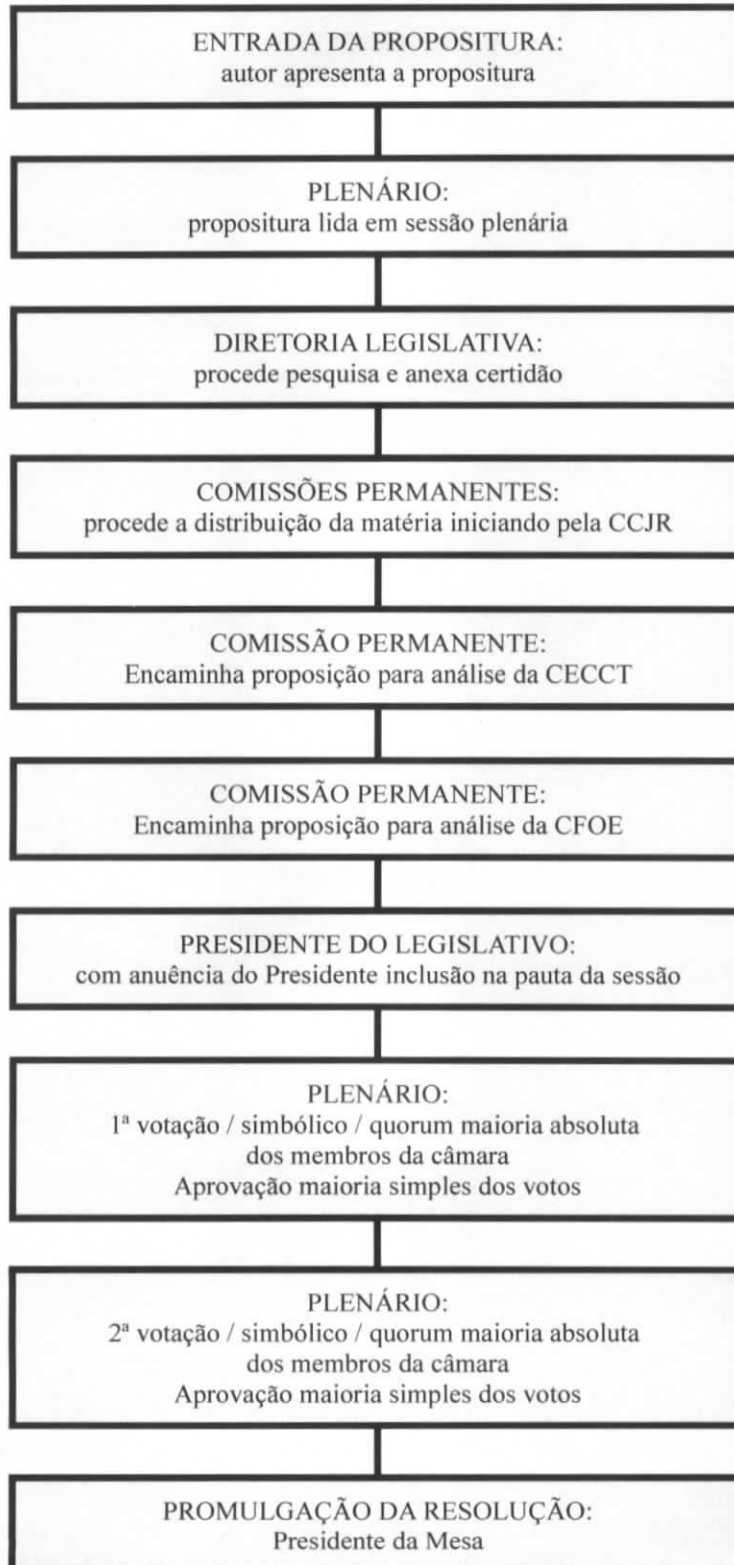 ENTRADA DA PROPOSITURA:
autor apresenta a propositura
PLENÁRIO:
propositura lida em sessão plenária
DIRETORIA LEGISLATIVA:
procede pesquisa e anexa certidão
COMISSÕES PERMANENTES:
procede a distribuição da matéria iniciando pela CCJR
COMISSÃO PERMANENTE:
Encaminha proposição para análise da CECCT
COMISSÃO PERMANENTE:
Encaminha proposição para análise da CFOE
PRESIDENTE DO LEGISLATIVO:
com anuência do Presidente inclusão na pauta da sessão
PLENÁRIO:
1ª votação / simbólico / quorum maioria absoluta
dos membros da câmara
Aprovação maioria simples dos votos
PLENÁRIO:
2ª votação / simbólico / quorum maioria absoluta
dos membros da câmara
Aprovação maioria simples dos votos
PROMULGAÇÃO DA RESOLUÇÃO:
Presidente da Mesa